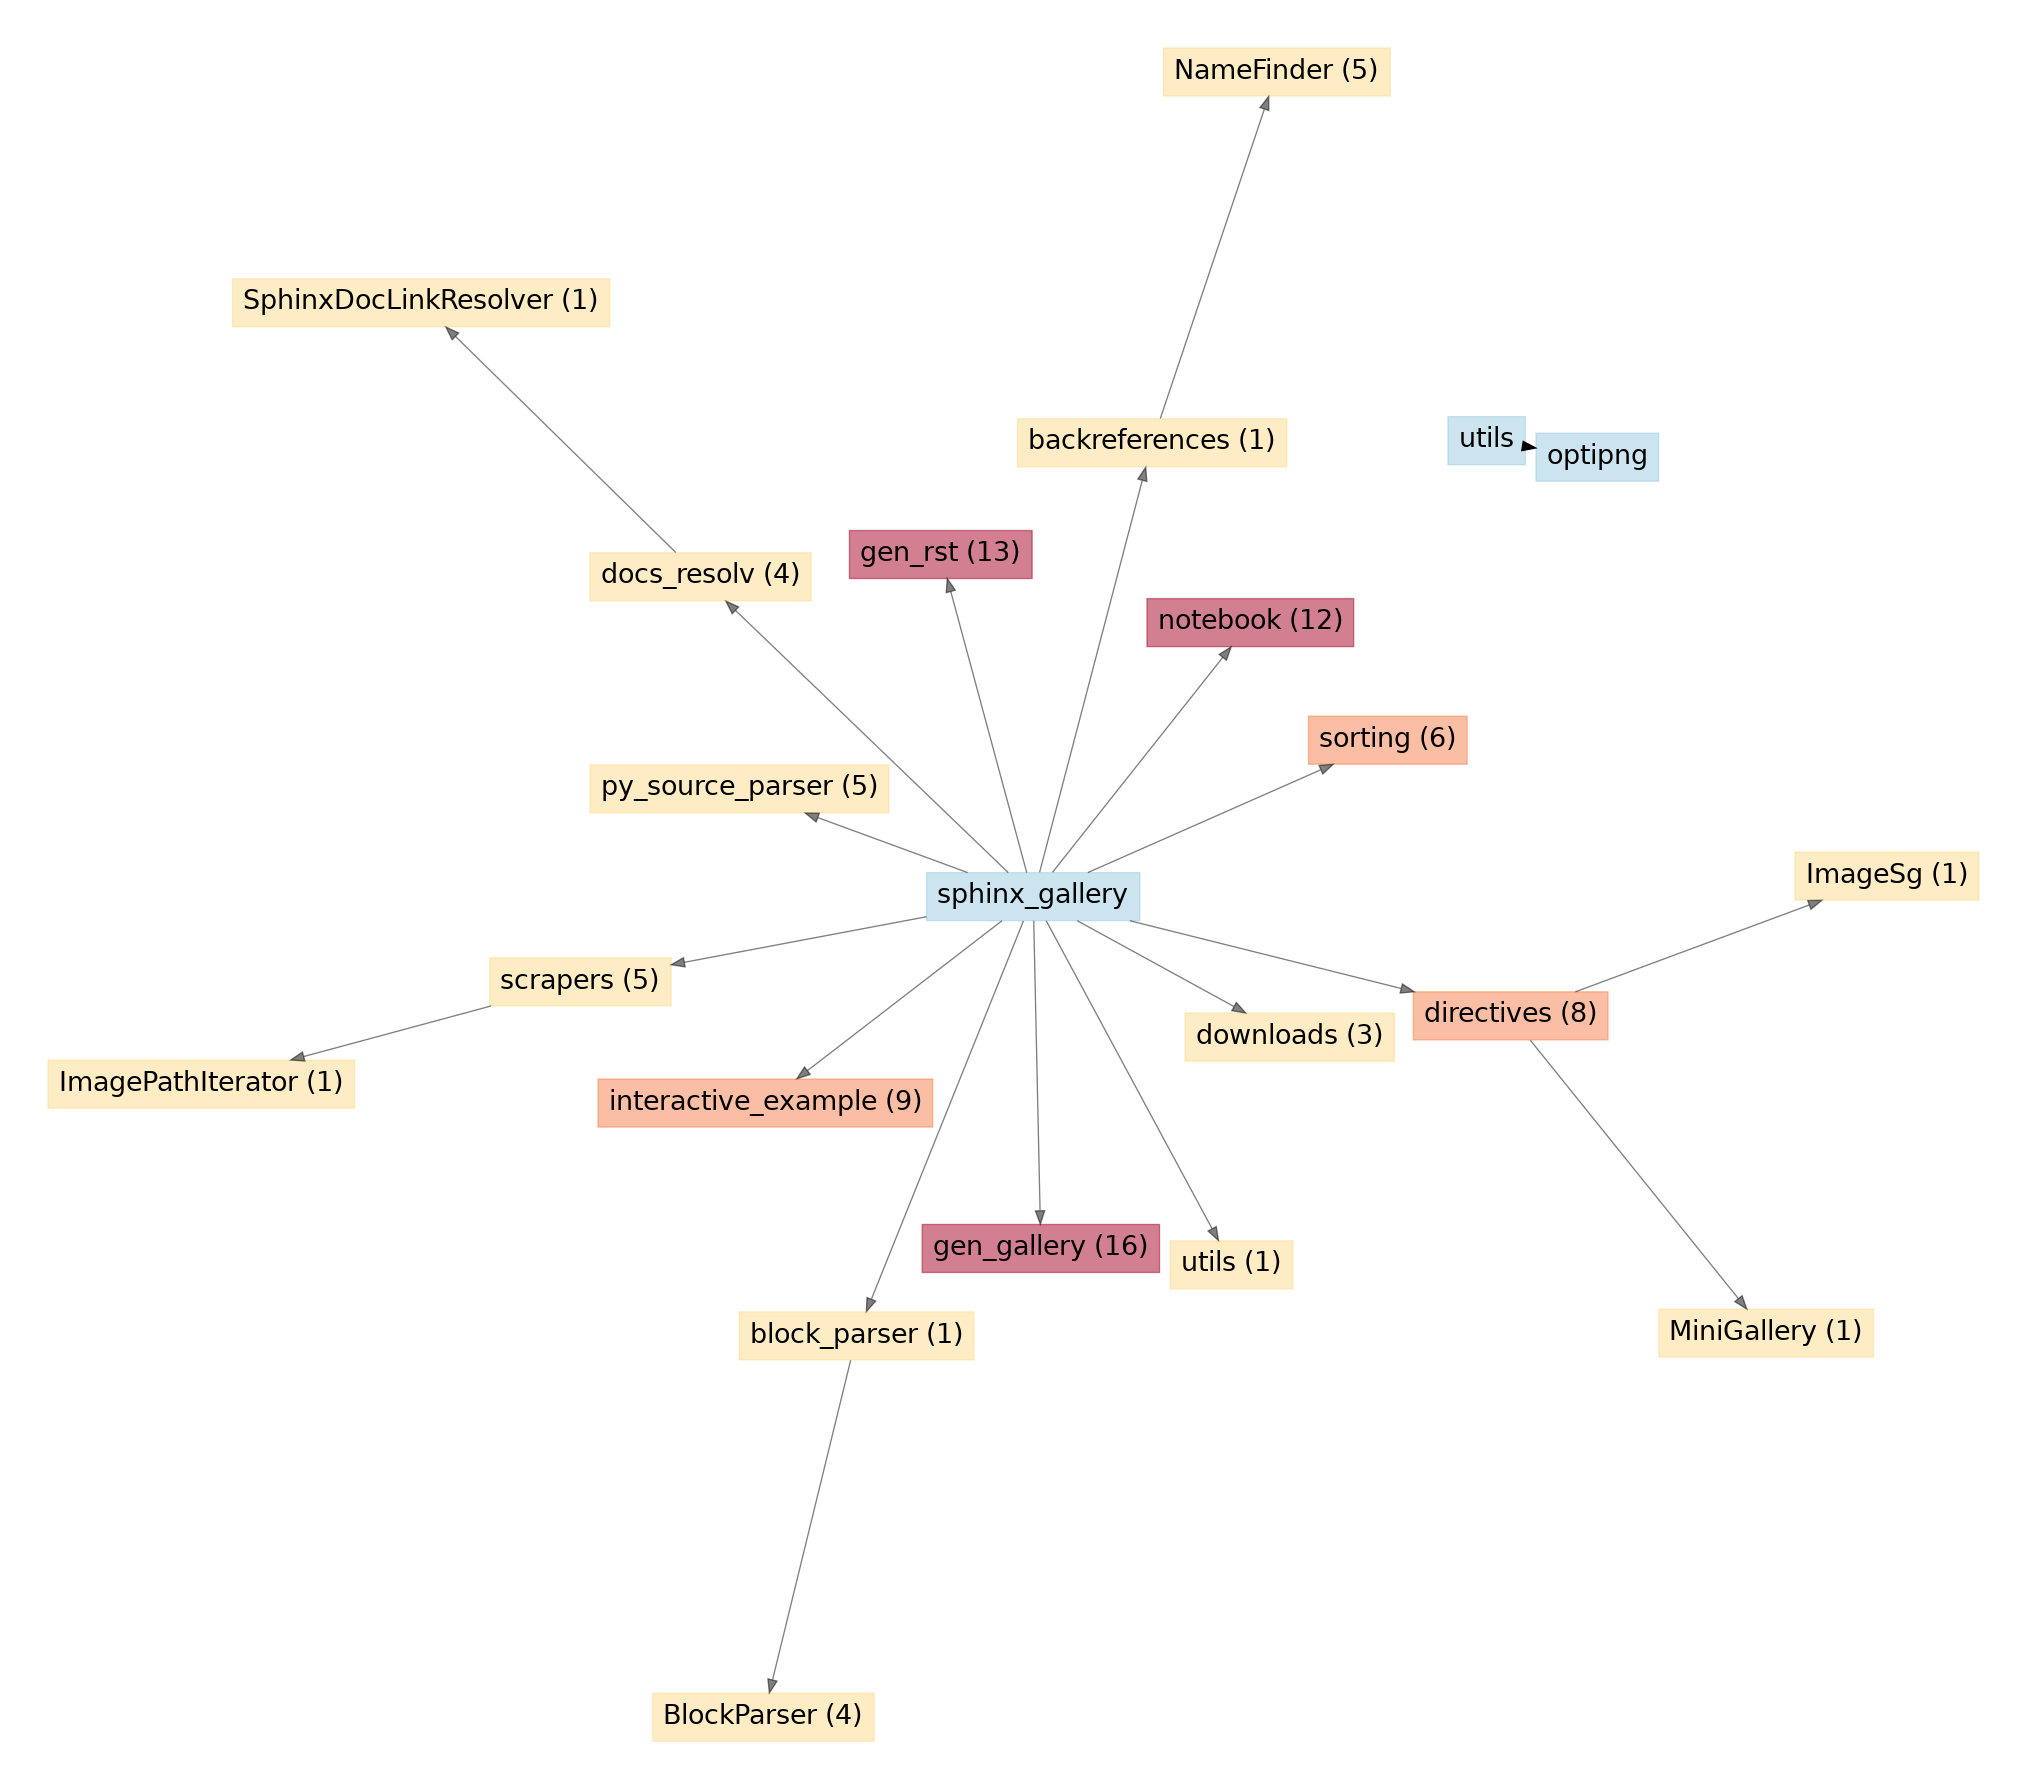 NameFinder (5)
SphinxDocLinkResolver (1)
backreferences (1)
utils
optipng
gen_rst (13)
docs_resolv (4)
notebook (12)
sorting (6)
py_source_parser (5)
ImageSg (1)
sphinx_gallery
scrapers (5)
directives (8)
downloads (3)
ImagePathIterator (1)
interactive_example (9)
gen_gallery (16)
utils (1)
block_parser (1)
MiniGallery (1)
BlockParser (4)